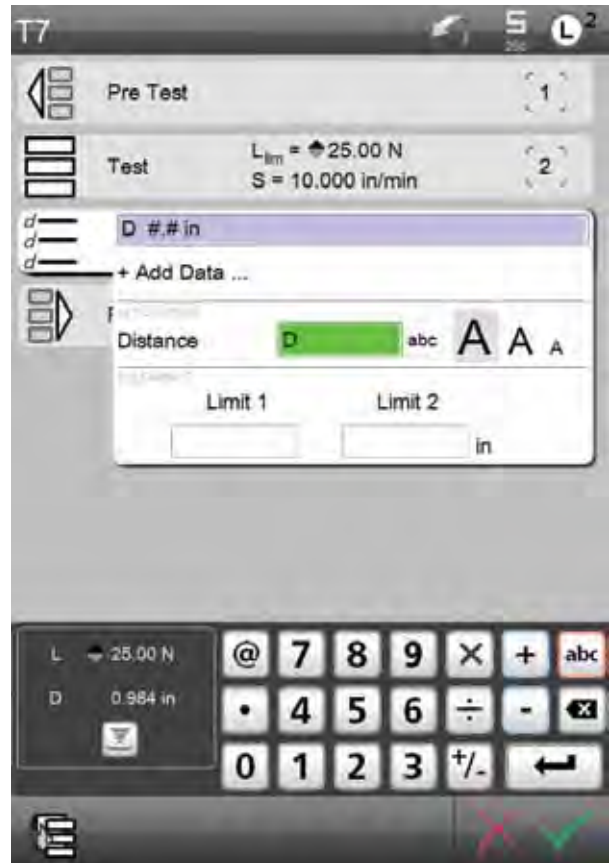 T7
S
L 2
Pre Test
1
Test
L lim = 25.00 N
S = 10.000 in/min
2
d
d
d
D #.# in
+ Add Data ...
Distance
D
abc
A A A
Limit 1
Limit 2
in
L 25.00 N
D 0.984 in
@ 7 8 9 × + abc
• 4 5 6 ÷ -
0 1 2 3 +/-